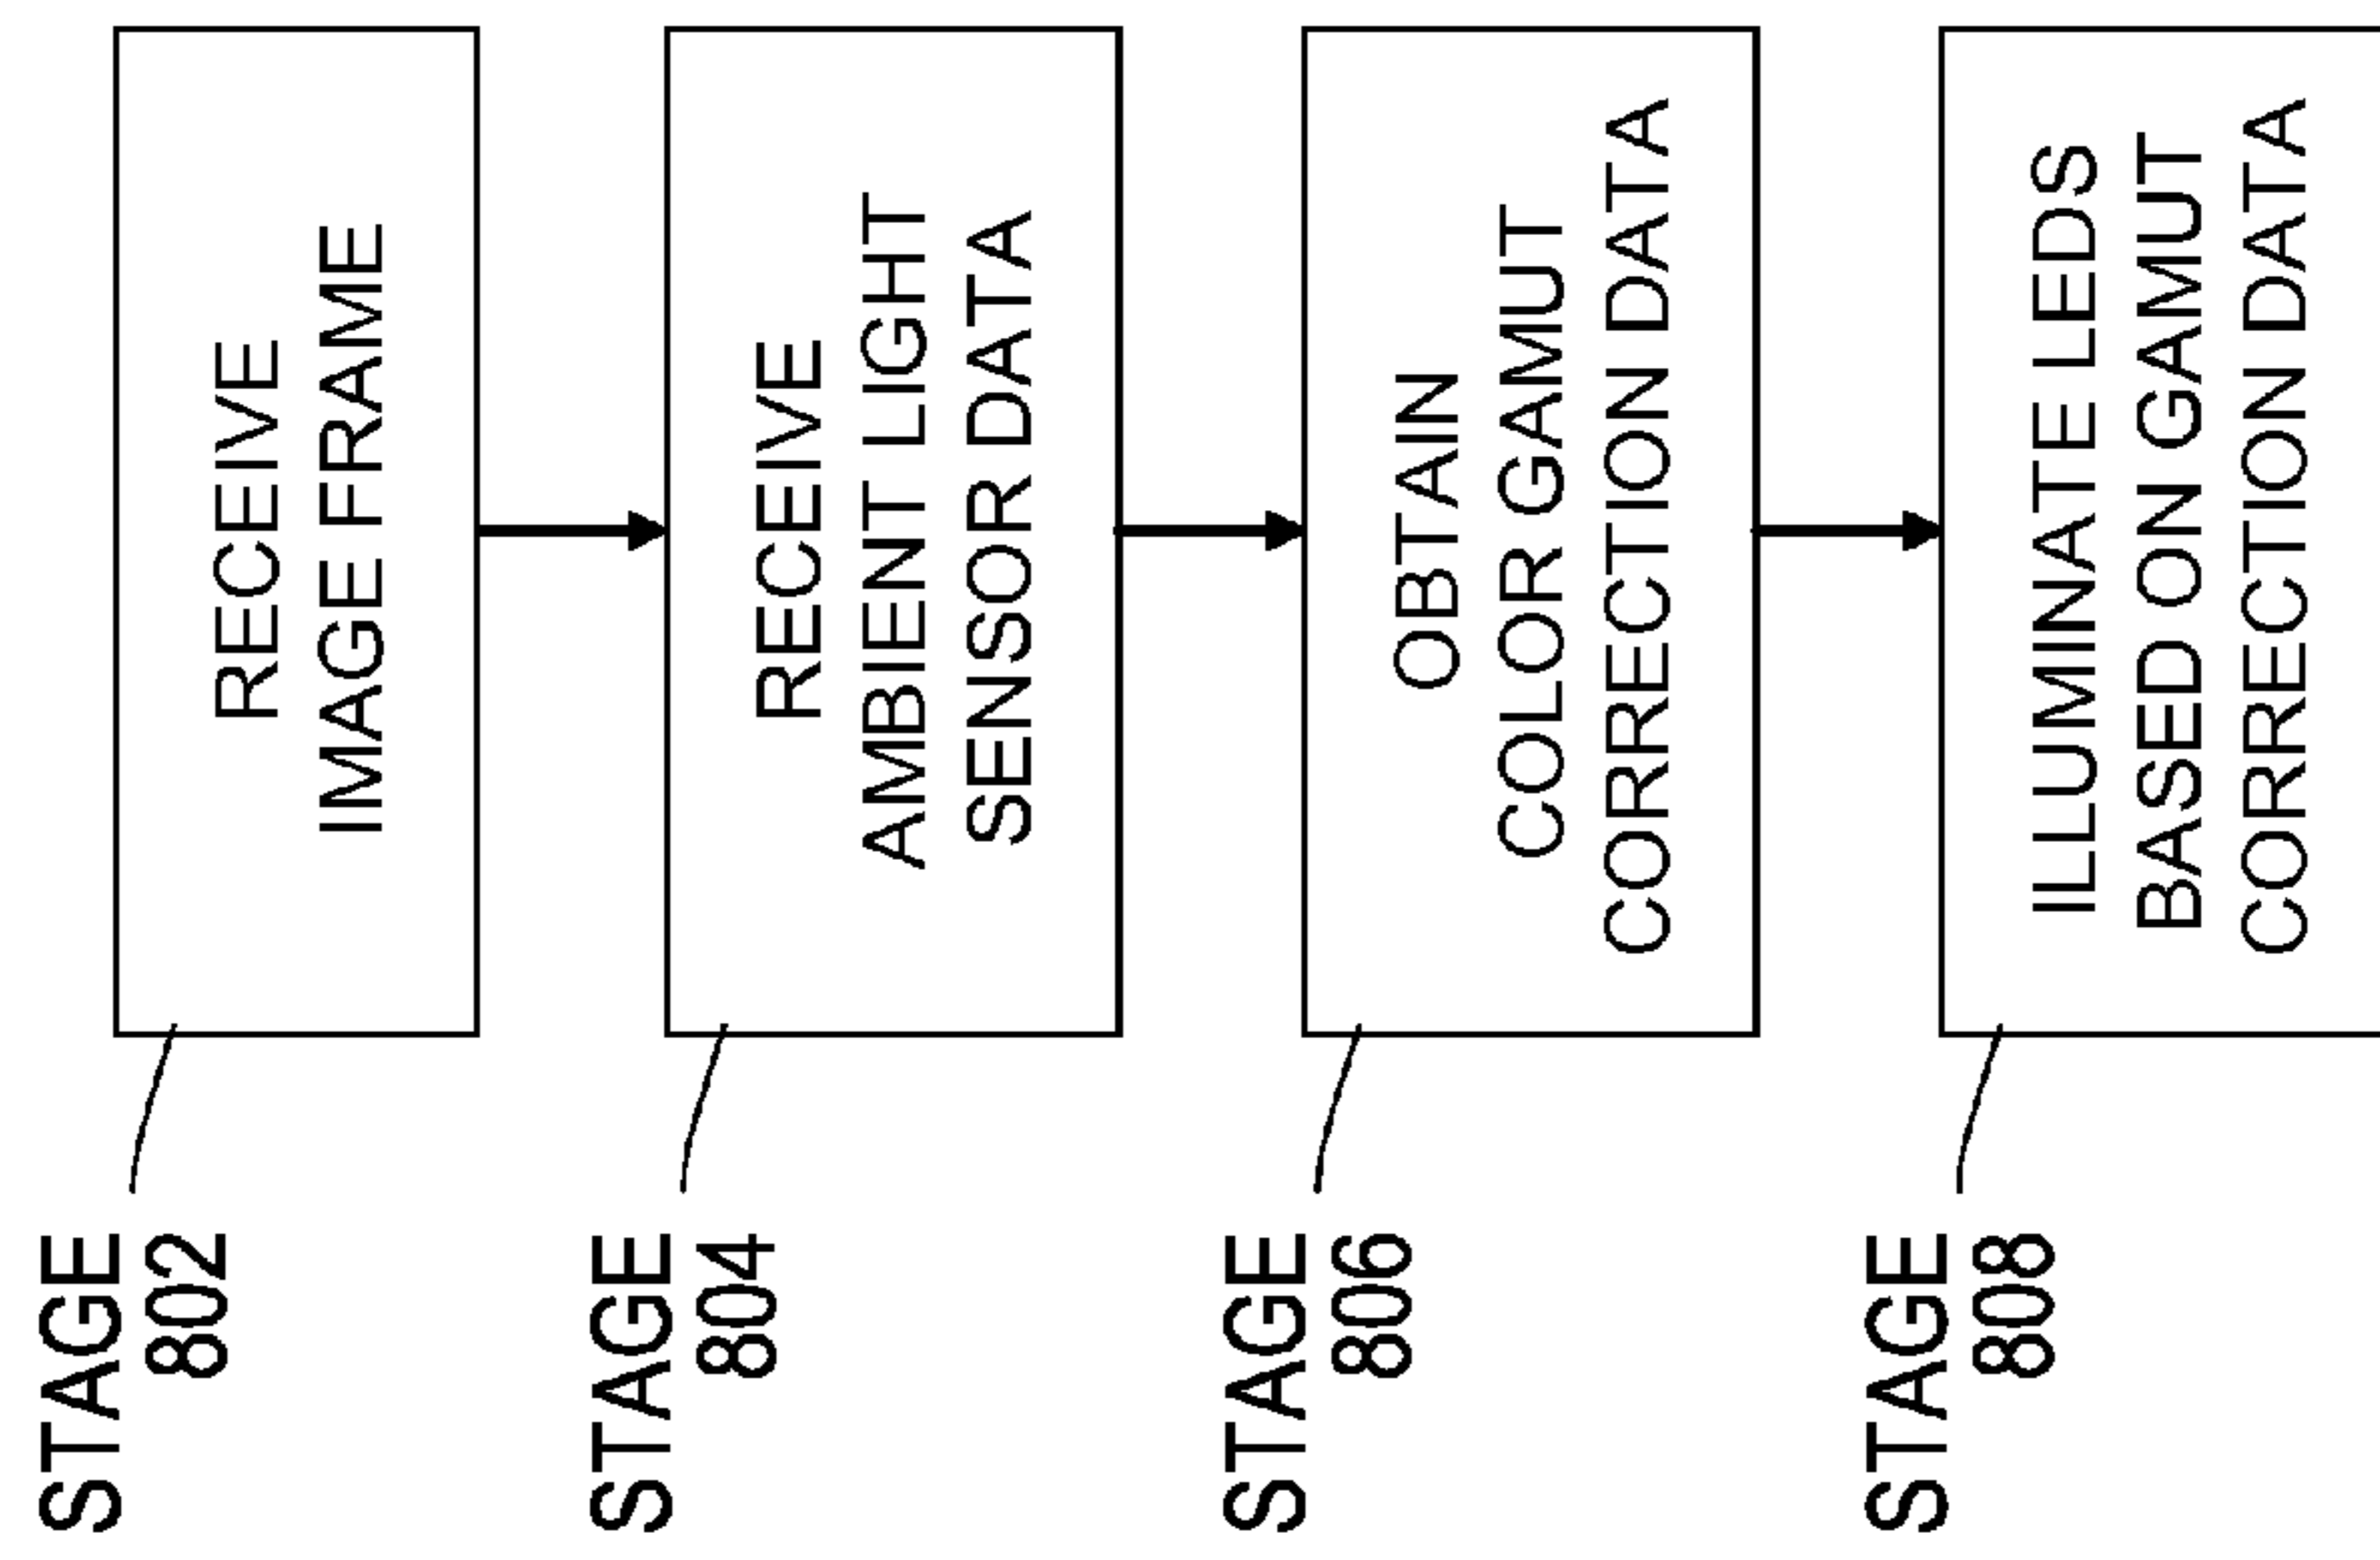 STAGE
802
RECEIVE
IMAGE FRAME
STAGE
804
RECEIVE
AMBIENT LIGHT
SENSOR DATA
STAGE
806
OBTAIN
COLOR GAMUT
CORRECTION DATA
STAGE
808
ILLUMINATE LEDS
BASED ON GAMUT
CORRECTION DATA